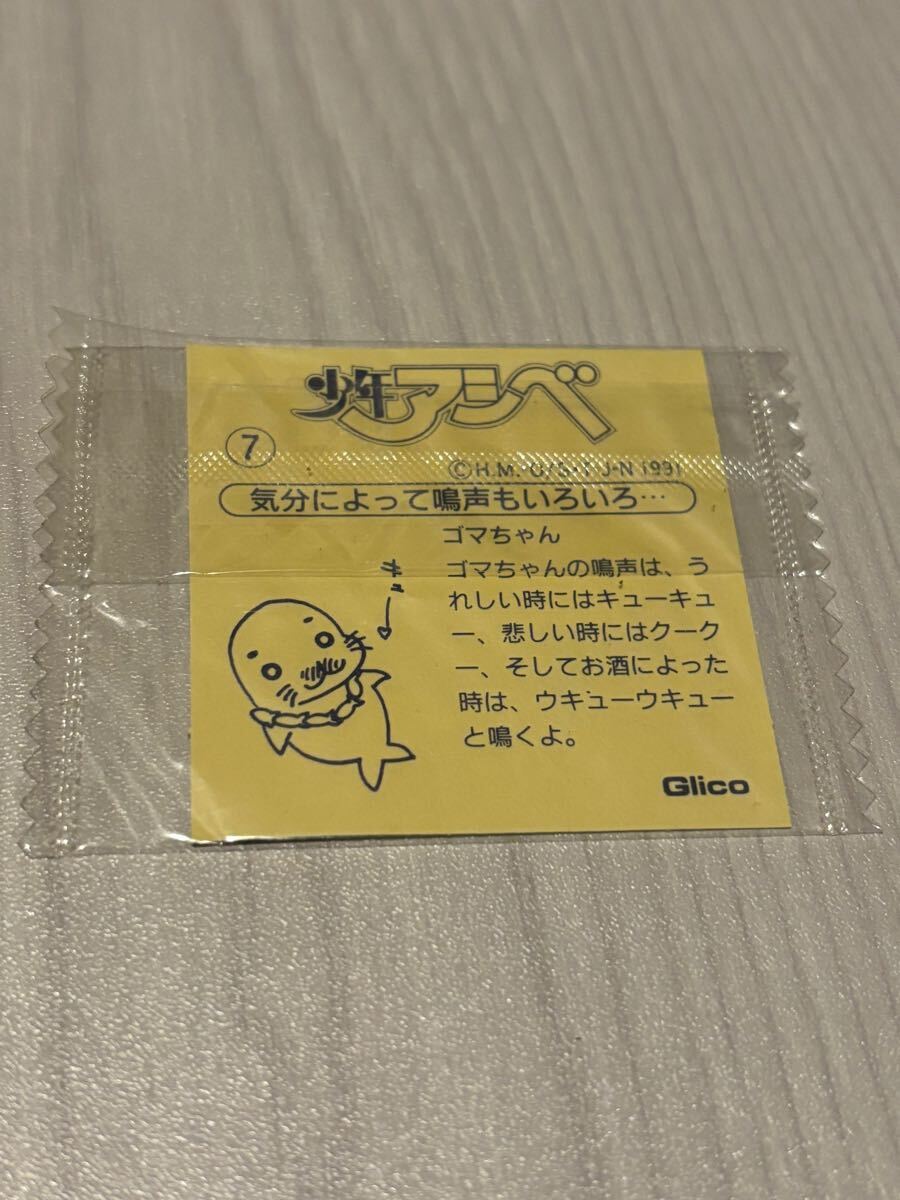 少年アシベ
7
©H.M.・O/S・T・J・N 1991
気分によって鳴声もいろいろ…
ゴマちゃん
ゴマちゃんの鳴声は、う
れしい時にはキューキュ
ー、悲しい時にはクーク
ー、そしてお酒によった
時は、ウキューウキュー
と鳴くよ。
Glico